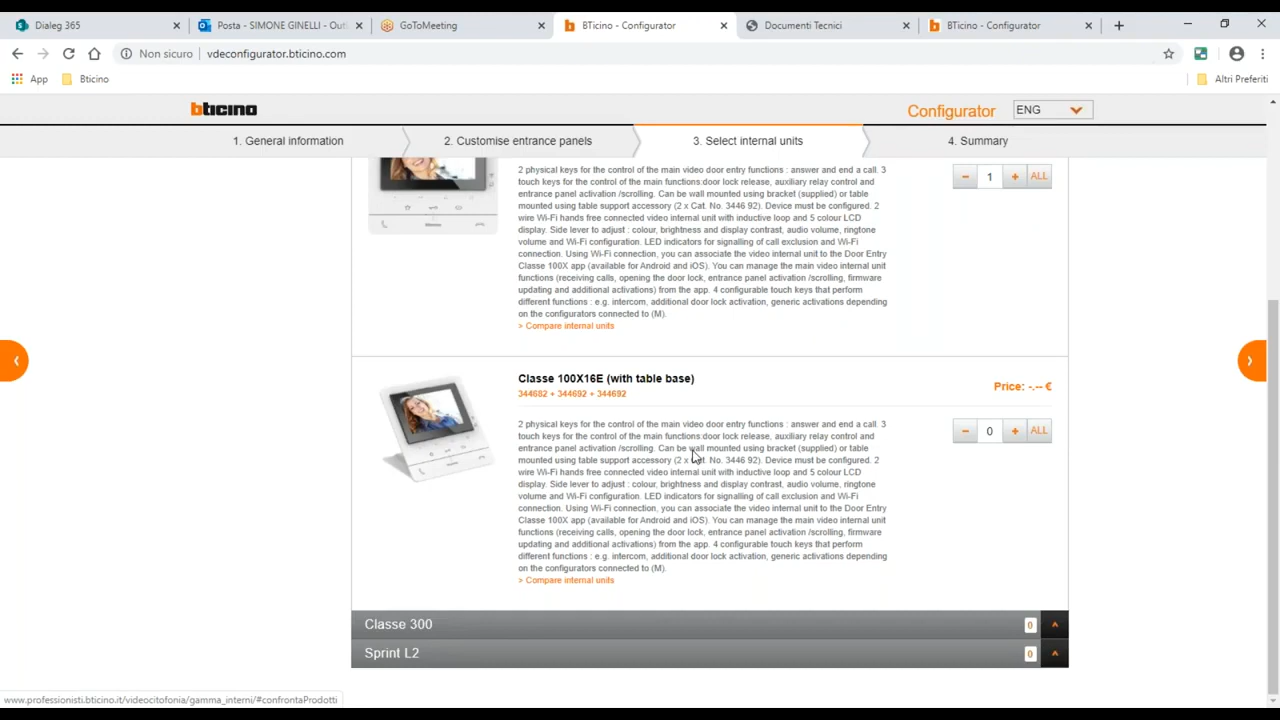 Dialeg 365
Posta - SIMONE GINELLI - Out
GoToMeeting
BTicino - Configurator
Documenti Tecnici
BTicino - Configurator
Non sicuro
vdeconfigurator.bticino.com
App
Bticino
Altri Preferiti
bticino
Configurator
ENG
1. General information
2. Customise entrance panels
3. Select internal units
4. Summary
2 physical keys for the control of the main video door entry functions : answer and end a call. 3
touch keys for the control of the main functions:door lock release, auxiliary relay control and
entrance panel activation /scrolling. Can be wall mounted using bracket (supplied) or table
mounted using table support accessory (2 x Cat. No. 3446 92). Device must be configured. 2
wire Wi-Fi hands free connected video internal unit with inductive loop and 5 colour LCD
display. Side lever to adjust : colour, brightness and display contrast, audio volume, ringtone
volume and Wi-Fi configuration. LED indicators for signalling of call exclusion and Wi-Fi
connection. Using Wi-Fi connection, you can associate the video internal unit to the Door Entry
Classe 100X app (available for Android and iOS). You can manage the main video internal unit
functions (receiving calls, opening the door lock, entrance panel activation /scrolling, firmware
updating and additional activations) from the app. 4 configurable touch keys that perform
different functions : e.g. intercom, additional door lock activation, generic activations depending
on the configurators connected to (M).
> Compare internal units
- 1 + ALL
Classe 100X16E (with table base)
344682 + 344692 + 344692
Price: -.-- €
2 physical keys for the control of the main video door entry functions : answer and end a call. 3
touch keys for the control of the main functions:door lock release, auxiliary relay control and
entrance panel activation /scrolling. Can be wall mounted using bracket (supplied) or table
mounted using table support accessory (2 x Cat. No. 3446 92). Device must be configured. 2
wire Wi-Fi hands free connected video internal unit with inductive loop and 5 colour LCD
display. Side lever to adjust : colour, brightness and display contrast, audio volume, ringtone
volume and Wi-Fi configuration. LED indicators for signalling of call exclusion and Wi-Fi
connection. Using Wi-Fi connection, you can associate the video internal unit to the Door Entry
Classe 100X app (available for Android and iOS). You can manage the main video internal unit
functions (receiving calls, opening the door lock, entrance panel activation /scrolling, firmware
updating and additional activations) from the app. 4 configurable touch keys that perform
different functions : e.g. intercom, additional door lock activation, generic activations depending
on the configurators connected to (M).
> Compare internal units
- 0 + ALL
Classe 300
0
Sprint L2
0
www.professionisti.bticino.it/videocitofonia/gamma_interni/#confrontaProdotti